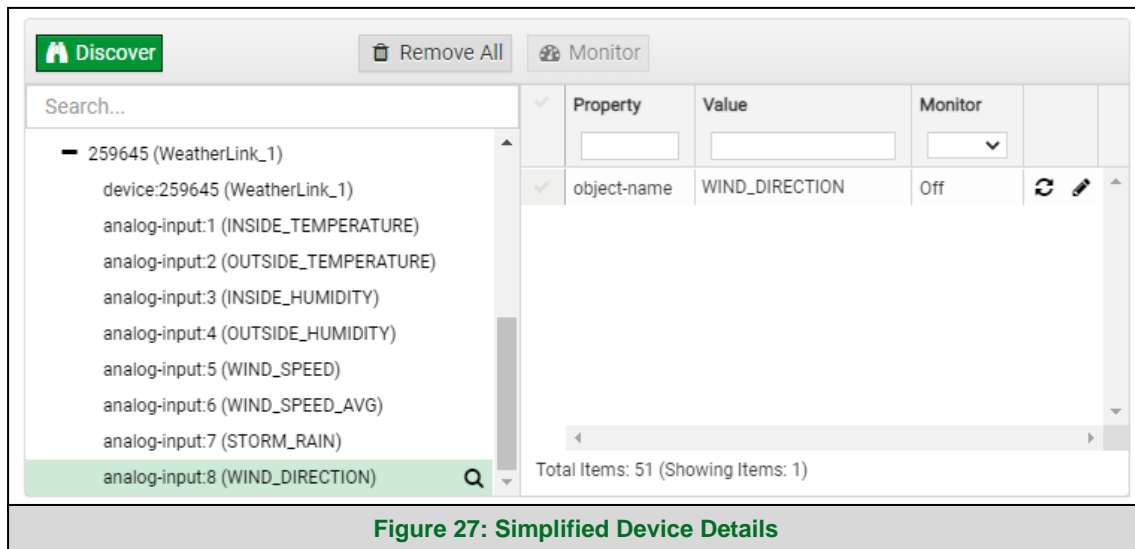 Discover
Remove All
Monitor
Search...
Property Value Monitor
259645 (WeatherLink_1)
device:259645 (WeatherLink_1)
object-name WIND_DIRECTION Off
analog-input:1 (INSIDE_TEMPERATURE)
analog-input:2 (OUTSIDE_TEMPERATURE)
analog-input:3 (INSIDE_HUMIDITY)
analog-input:4 (OUTSIDE_HUMIDITY)
analog-input:5 (WIND_SPEED)
analog-input:6 (WIND_SPEED_AVG)
analog-input:7 (STORM_RAIN)
analog-input:8 (WIND_DIRECTION)
Total Items: 51 (Showing Items: 1)
Figure 27: Simplified Device Details